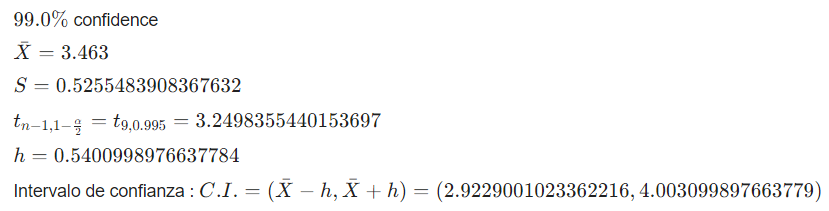 99.0% confidence
X̄ = 3.463
S = 0.5255483908367632
t_{n−1,1−α/2} = t_{9,0.995} = 3.2498355440153697
h = 0.5400998976637784
Intervalo de confianza : C.I. = (X̄ − h, X̄ + h) = (2.9229001023362216, 4.003099897663779)